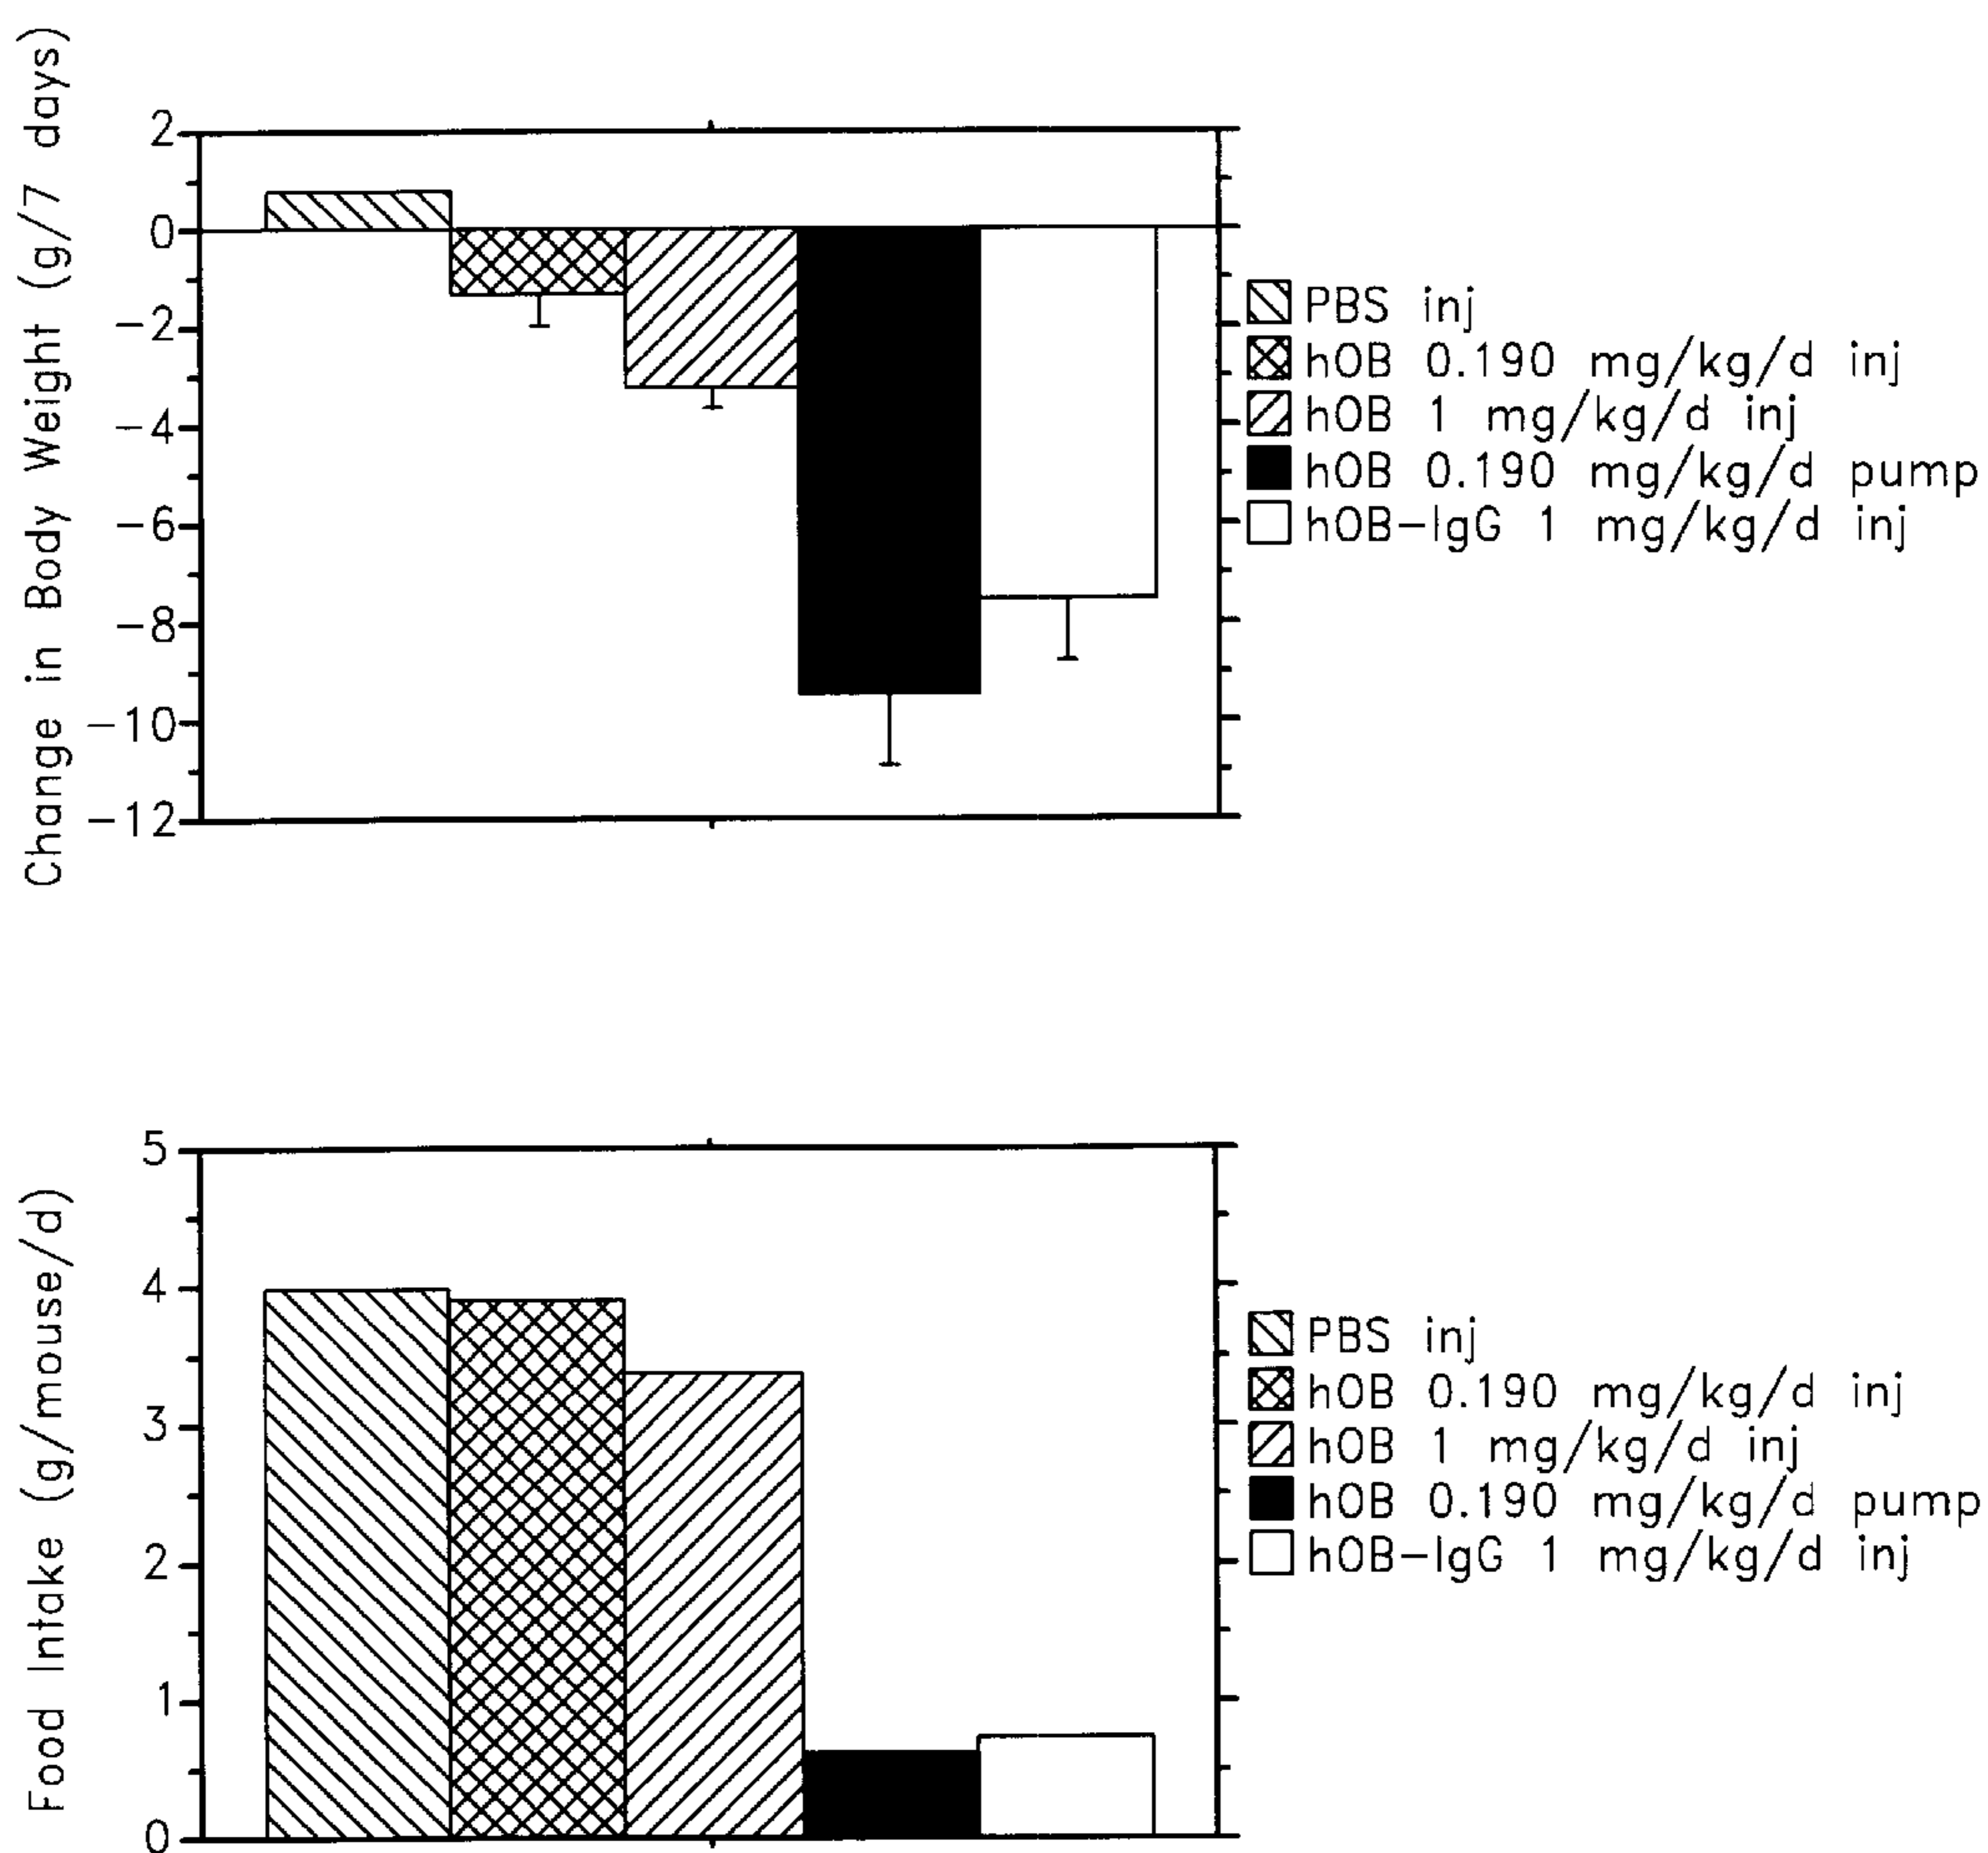 Change in Body Weight (g/7 days)
2
0
−2
−4
−6
−8
−10
−12
PBS inj
hOB 0.190 mg/kg/d inj
hOB 1 mg/kg/d inj
hOB 0.190 mg/kg/d pump
hOB−IgG 1 mg/kg/d inj
Food Intake (g/mouse/d)
5
4
3
2
1
0
PBS inj
hOB 0.190 mg/kg/d inj
hOB 1 mg/kg/d inj
hOB 0.190 mg/kg/d pump
hOB−IgG 1 mg/kg/d inj